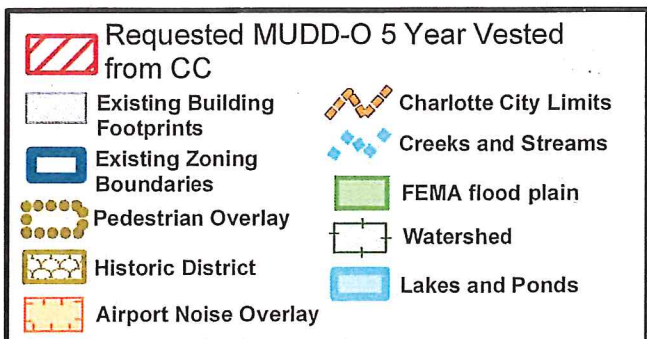 Requested MUDD-O 5 Year Vested
from CC
Existing Building
Footprints
Existing Zoning
Boundaries
Pedestrian Overlay
Historic District
Airport Noise Overlay
Charlotte City Limits
Creeks and Streams
FEMA flood plain
Watershed
Lakes and Ponds